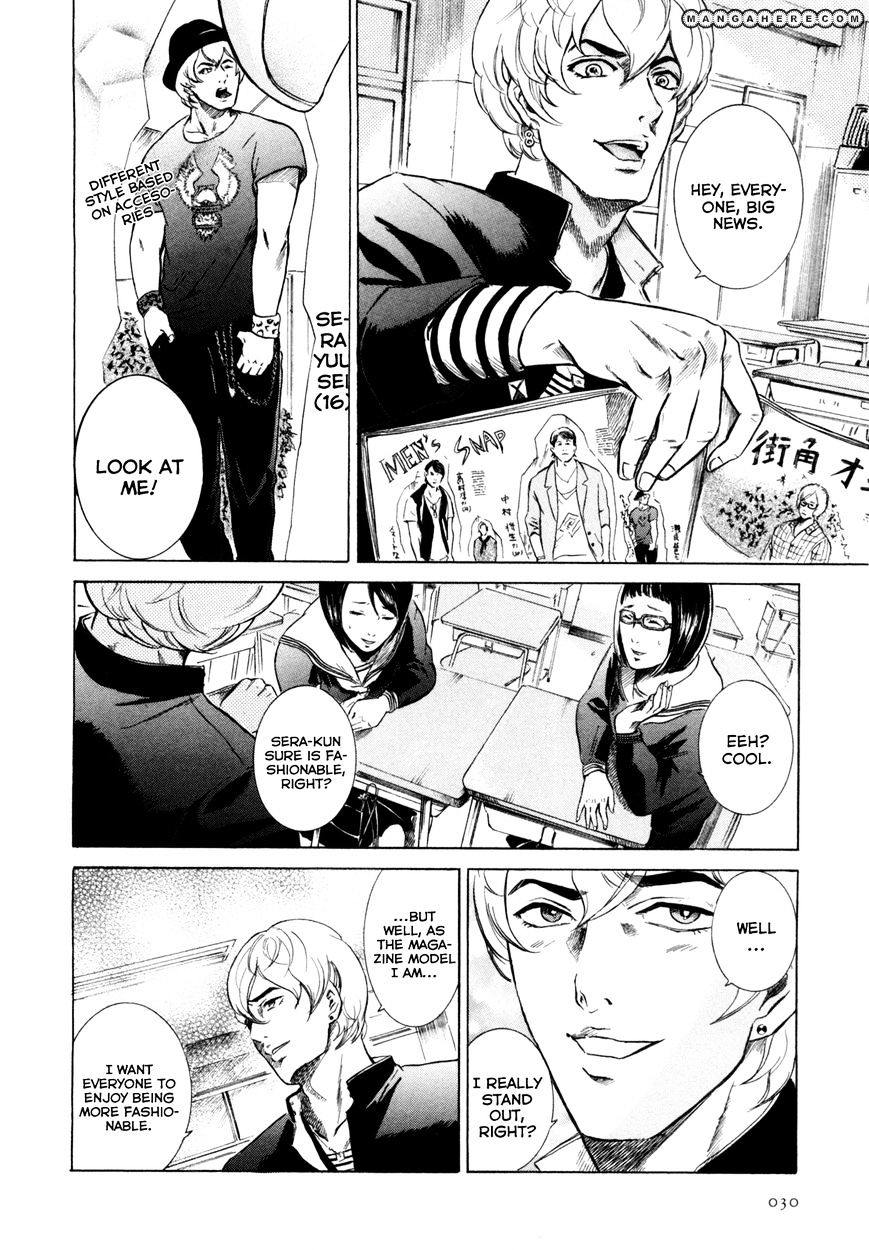 MANGAHERE.COM
HEY, EVERY-
ONE, BIG
NEWS.
MEN's SNAP
街角 オ
中村
DIFFERENT
STYLE BASED
ON ACCESO-
RIES.
SE-
RA
YUU
SEI
(16)
LOOK AT
ME!
EEH?
COOL.
SERA-KUN
SURE IS FA-
SHIONABLE,
RIGHT?
WELL
...
I REALLY
STAND
OUT,
RIGHT?
...BUT
WELL, AS
THE MAGA-
ZINE MODEL
I AM...
I WANT
EVERYONE TO
ENJOY BEING
MORE FASHIO-
NABLE.
030